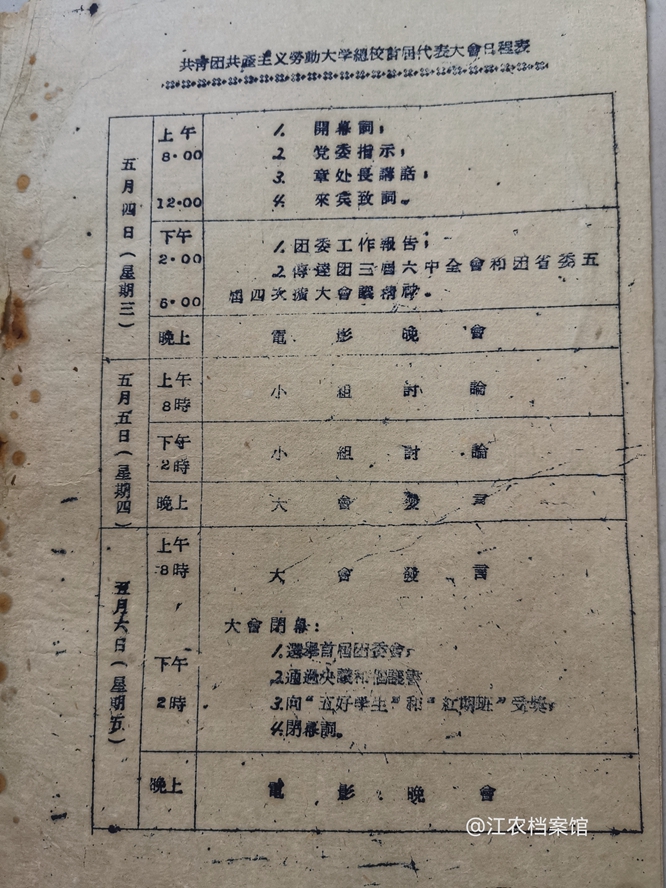 共青团共產主义勞動大学總校首届代表大會日程表
五月四日(星期三)
上午
8.00
12.00
1. 開幕詞;
2. 党委指示;
3. 章处長講話;
4. 來宾致詞。
下午
2.00
6.00
1.团委工作報告;
2.傳達团三届六中全會和团省委五
届四次擴大會議精神。
晚上
電影晚會
五月五日(星期四)
上午
8時
小組討論
下午
2時
小組討論
晚上
大會發言
五月六日(星期五)
上午
8時
大會發言
下午
2時
大會閉幕:
1.選舉首届团委會;
2.通過决議和倡議書
3.向“五好学生”和“紅旗班”受獎;
4.閉幕詞。
晚上
電影晚會
@江农档案馆